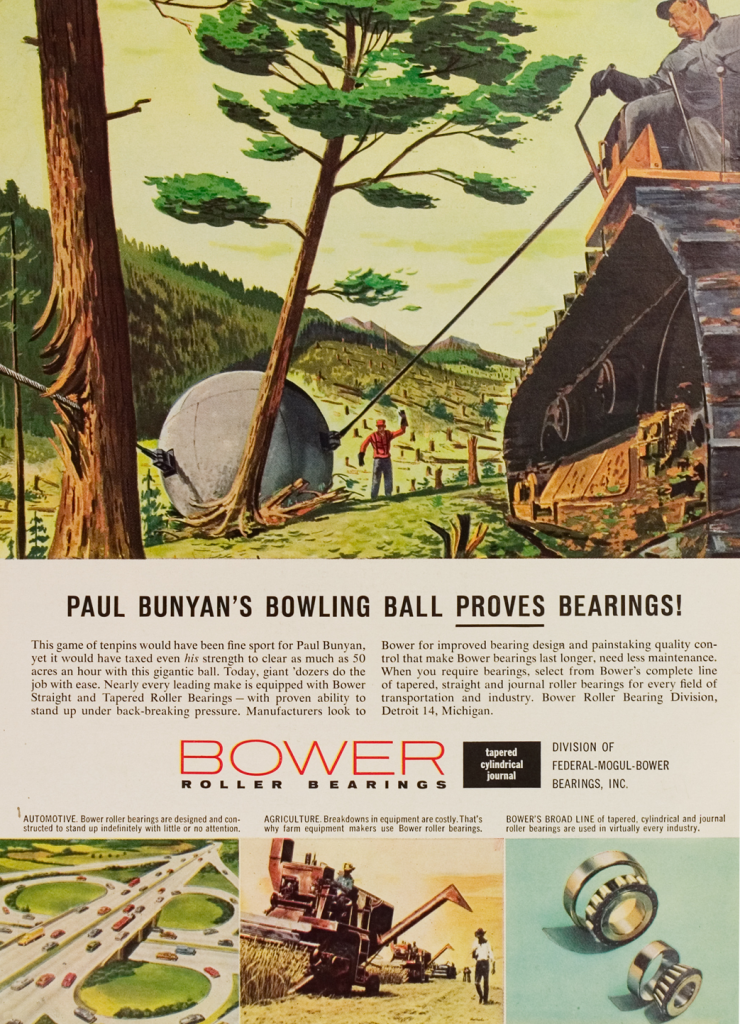 PAUL BUNYAN'S BOWLING BALL PROVES BEARINGS!
This game of tenpins would have been fine sport for Paul Bunyan,
yet it would have taxed even his strength to clear as much as 50
acres an hour with this gigantic ball. Today, giant 'dozers do the
job with ease. Nearly every leading make is equipped with Bower
Straight and Tapered Roller Bearings — with proven ability to
stand up under back-breaking pressure. Manufacturers look to
Bower for improved bearing design and painstaking quality con-
trol that make Bower bearings last longer, need less maintenance.
When you require bearings, select from Bower's complete line
of tapered, straight and journal roller bearings for every field of
transportation and industry. Bower Roller Bearing Division,
Detroit 14, Michigan.
BOWER
ROLLER BEARINGS
tapered
cylindrical
journal
DIVISION OF
FEDERAL-MOGUL-BOWER
BEARINGS, INC.
AUTOMOTIVE. Bower roller bearings are designed and con-
structed to stand up indefinitely with little or no attention.
AGRICULTURE. Breakdowns in equipment are costly. That's
why farm equipment makers use Bower roller bearings.
BOWER'S BROAD LINE of tapered, cylindrical and journal
roller bearings are used in virtually every industry.